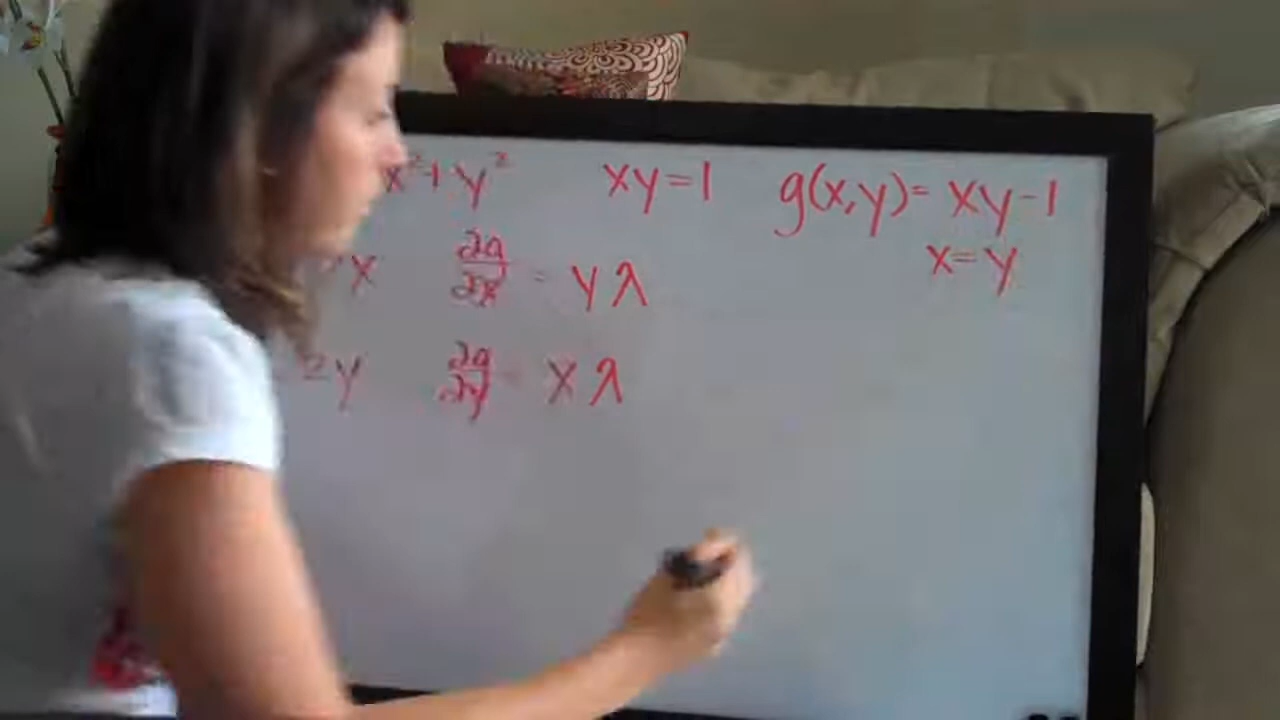 x²+y² xy=1 g(x,y)= xy-1
x=y
x ∂g/∂x = yλ
2y ∂g/∂y = xλ